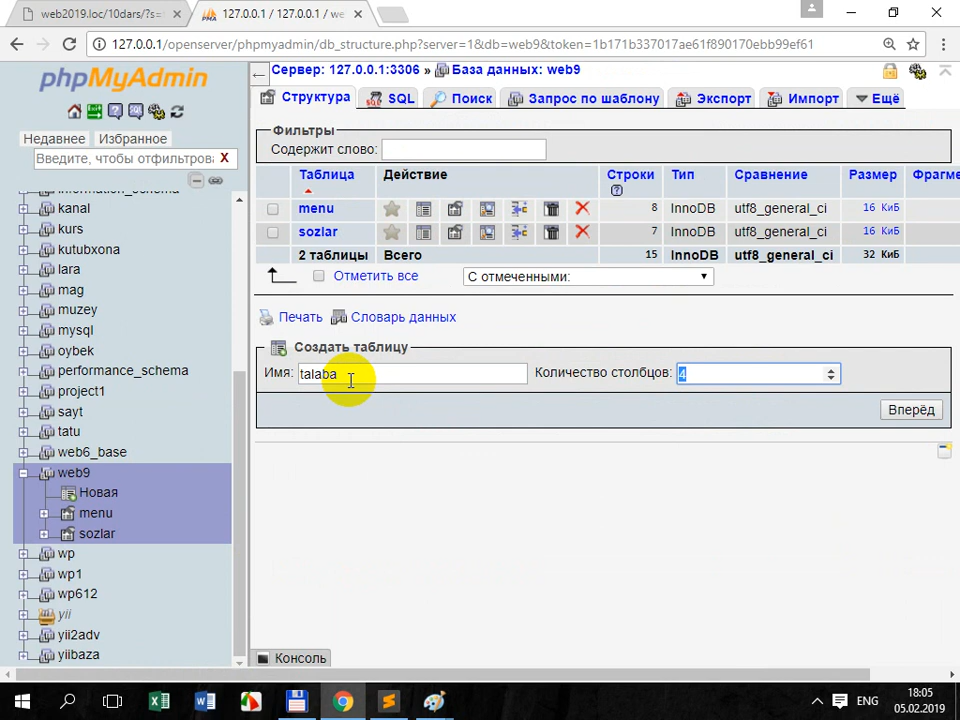 web2019.loc/10dars/?s=
127.0.0.1 / 127.0.0.1 / we
127.0.0.1/openserver/phpmyadmin/db_structure.php?server=1&db=web9&token=1b171b337017ae61f890170ebb99ef61
phpMyAdmin
Недавнее Избранное
Введите, чтобы отфильтрова X
information_schema
kanal
kurs
kutubxona
lara
mag
muzey
mysql
oybek
performance_schema
project1
sayt
tatu
web6_base
web9
Новая
menu
sozlar
wp
wp1
wp612
yii
yii2adv
yiibaza
Сервер: 127.0.0.1:3306 » База данных: web9
Структура SQL Поиск Запрос по шаблону Экспорт Импорт Ещё
Фильтры
Содержит слово:
Таблица Действие Строки Тип Сравнение Размер Фрагме
menu 8 InnoDB utf8_general_ci 16 КиБ
sozlar 7 InnoDB utf8_general_ci 16 КиБ
2 таблицы Всего 15 InnoDB utf8_general_ci 32 КиБ
Отметить все С отмеченными:
Печать Словарь данных
Создать таблицу
Имя: talaba Количество столбцов: 4
Вперёд
Консоль
ENG
18:05
05.02.2019